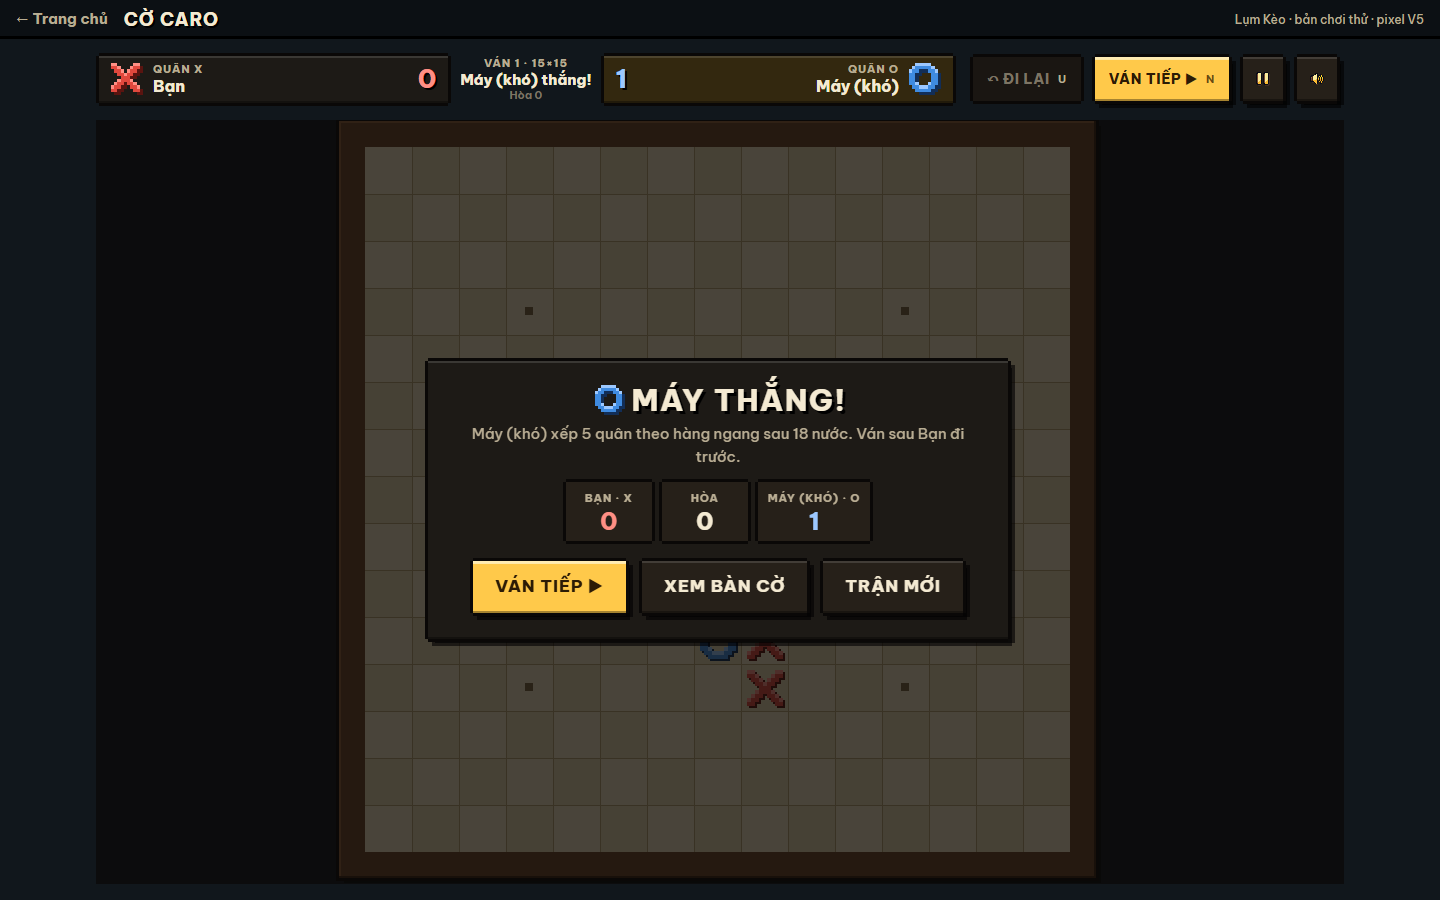 ← Trang chủ CỜ CARO
Lụm Kèo · bản chơi thử · pixel V5
QUÂN X
Bạn
0
VÁN 1 · 15×15
Máy (khó) thắng!
Hòa 0
1
QUÂN O
Máy (khó)
ĐI LẠI U
VÁN TIẾP ▶ N
MÁY THẮNG!
Máy (khó) xếp 5 quân theo hàng ngang sau 18 nước. Ván sau Bạn đi
trước.
BẠN · X
0
HÒA
0
MÁY (KHÓ) · O
1
VÁN TIẾP ▶
XEM BÀN CỜ
TRẬN MỚI